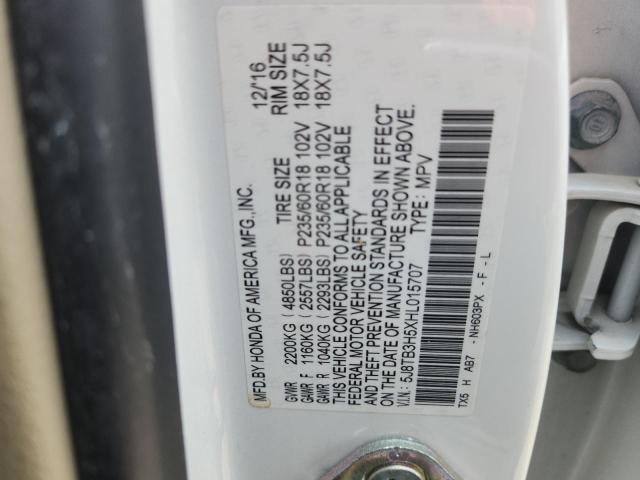 MFD.BY HONDA OF AMERICA MFG.,INC. 12/'16
TIRE SIZE RIM SIZE
GVWR 2200KG (4850LBS)
GAWR F 1160KG (2557LBS) P235/60R18 102V 18X7.5J
GAWR R 1040KG (2293LBS) P235/60R18 102V 18X7.5J
THIS VEHICLE CONFORMS TO ALL APPLICABLE
FEDERAL MOTOR VEHICLE SAFETY
AND THEFT PREVENTION STANDARDS IN EFFECT
ON THE DATE OF MANUFACTURE SHOWN ABOVE.
V.I.N.: 5J8TB3H5XHL015707 TYPE: MPV
TX5 H AB7 - NH603PX - F - L